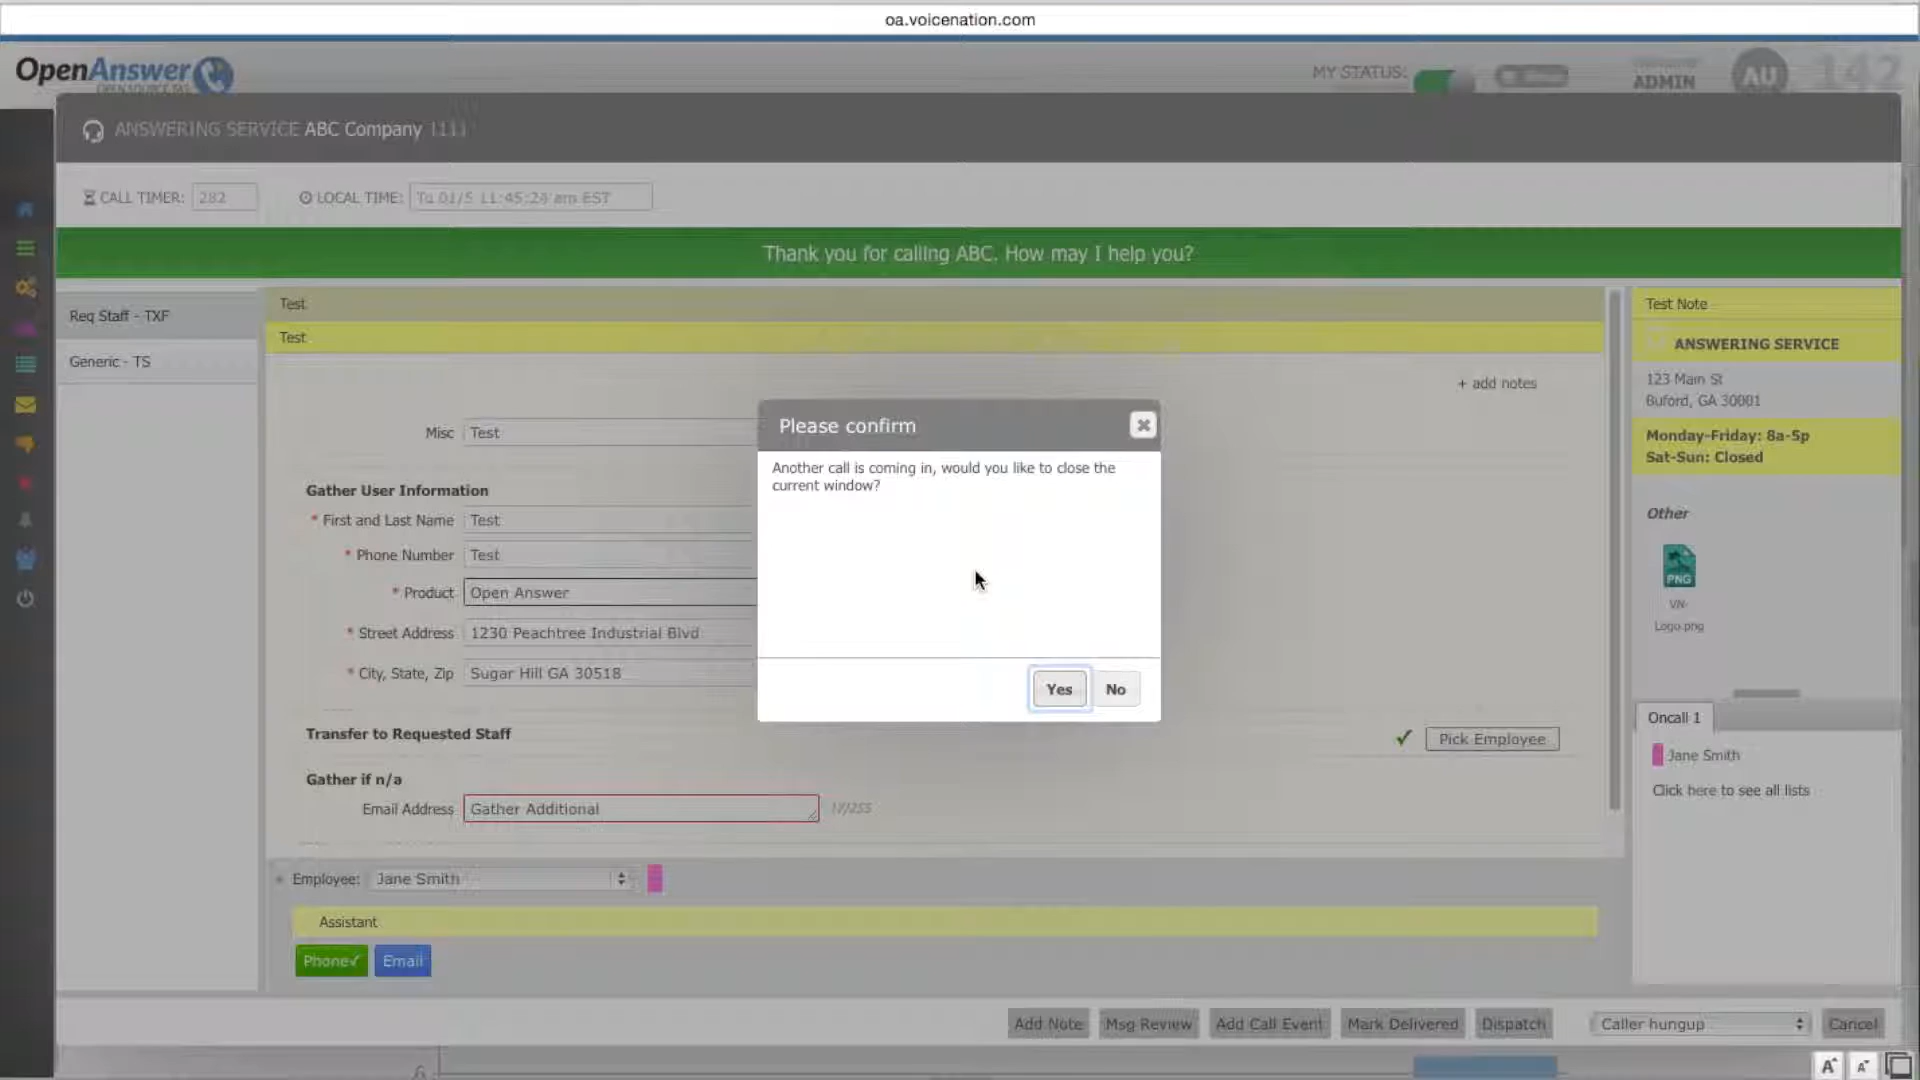 oa.voicenation.com
OpenAnswer
MY STATUS:
ADMIN
AU
142
ANSWERING SERVICE ABC Company
CALL TIMER: 282
LOCAL TIME: Tu 01/5 11:45:24 am EST
Thank you for calling ABC. How may I help you?
Req Staff - TXF
Generic - TS
Test
Test
+ add notes
Misc Test
Gather User Information
* First and Last Name Test
* Phone Number Test
* Product Open Answer
* Street Address 1230 Peachtree Industrial Blvd
* City, State, Zip Sugar Hill GA 30518
Transfer to Requested Staff
Pick Employee
Gather if n/a
Email Address Gather Additional 17/255
Employee: Jane Smith
Assistant
Phone✓ Email
Please confirm
Another call is coming in, would you like to close the
current window?
Yes No
Test Note
ANSWERING SERVICE
123 Main St
Buford, GA 30001
Monday-Friday: 8a-5p
Sat-Sun: Closed
Other
PNG
VN-
Logo.png
Oncall 1
Jane Smith
Click here to see all lists
Add Note Msg Review Add Call Event Mark Delivered Dispatch Caller hungup Cancel
A A